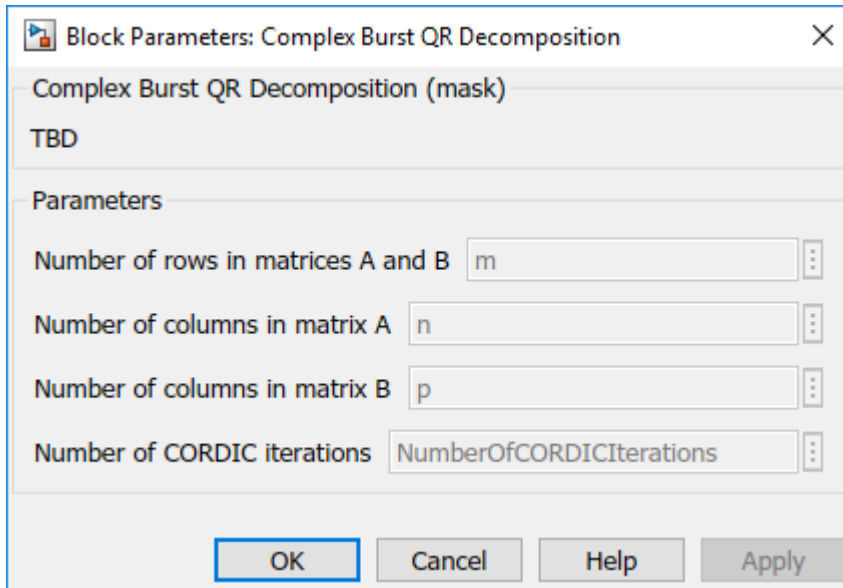 Block Parameters: Complex Burst QR Decomposition
Complex Burst QR Decomposition (mask)
TBD
Parameters
Number of rows in matrices A and B m
Number of columns in matrix A n
Number of columns in matrix B p
Number of CORDIC iterations NumberOfCORDICIterations
OK Cancel Help Apply